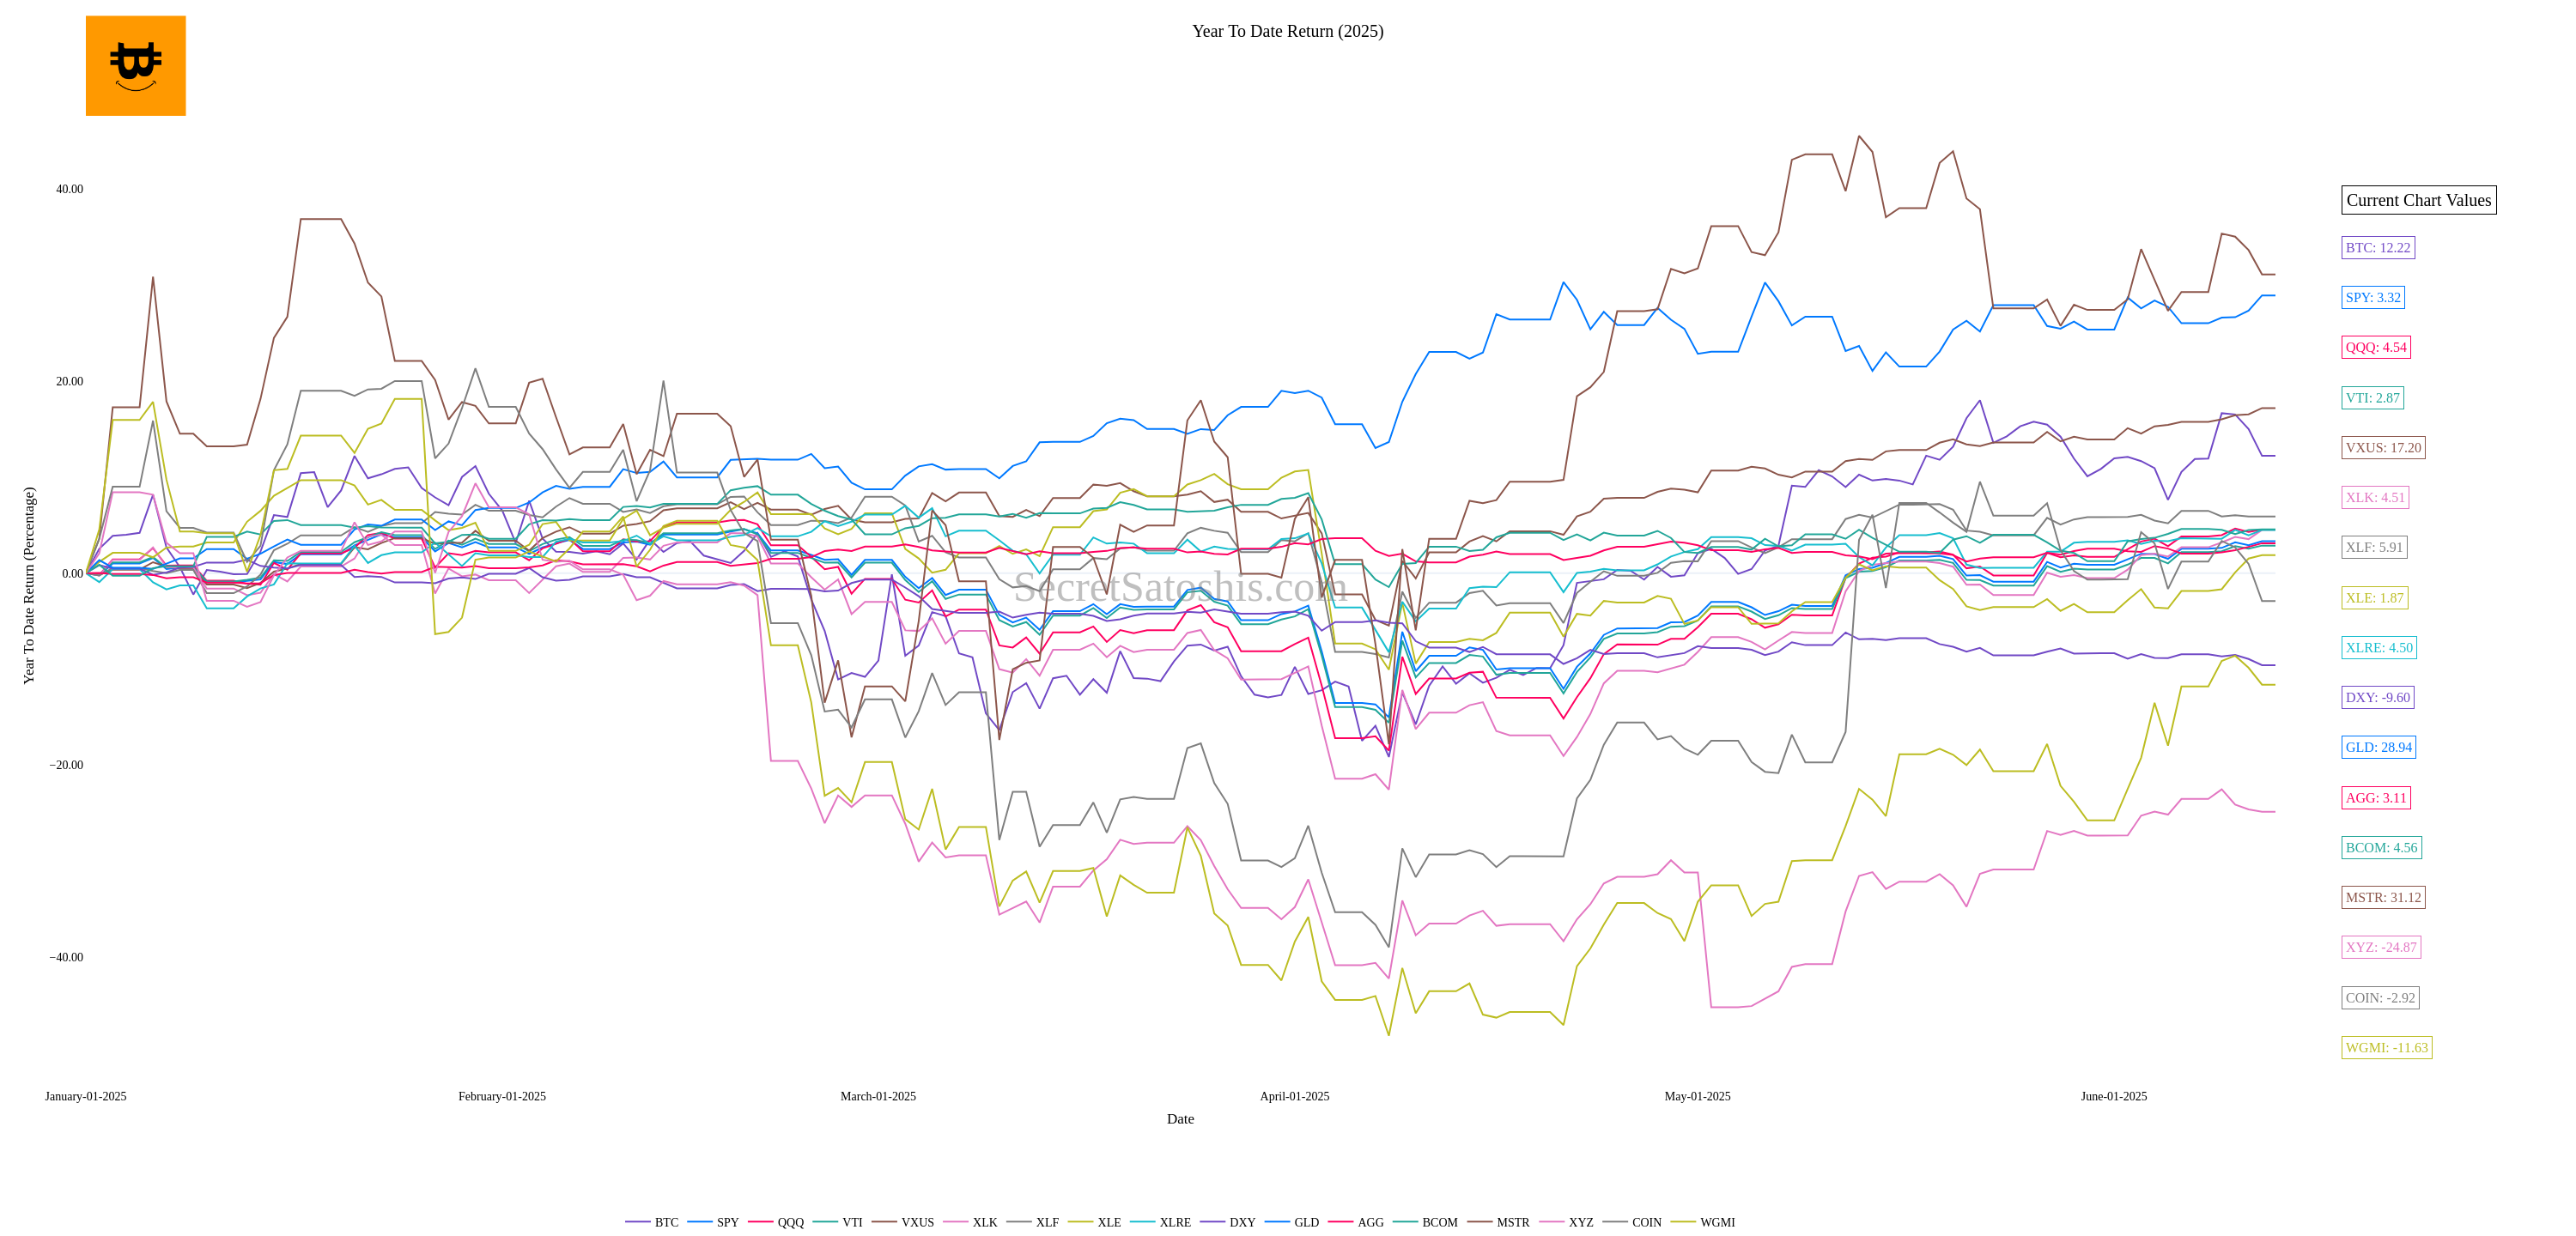 Year To Date Return (2025)
Year To Date Return (Percentage)
40.00
20.00
0.00
−20.00
−40.00
SecretSatoshis.com
January-01-2025
February-01-2025
March-01-2025
April-01-2025
May-01-2025
June-01-2025
Date
Current Chart Values
BTC: 12.22
SPY: 3.32
QQQ: 4.54
VTI: 2.87
VXUS: 17.20
XLK: 4.51
XLF: 5.91
XLE: 1.87
XLRE: 4.50
DXY: -9.60
GLD: 28.94
AGG: 3.11
BCOM: 4.56
MSTR: 31.12
XYZ: -24.87
COIN: -2.92
WGMI: -11.63
BTC SPY QQQ VTI VXUS XLK XLF XLE XLRE DXY GLD AGG BCOM MSTR XYZ COIN WGMI